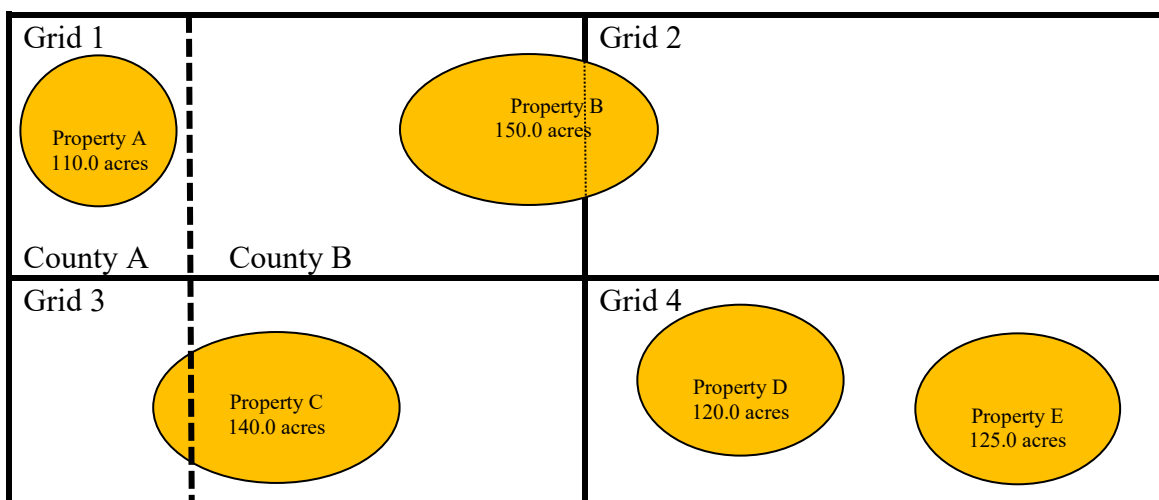 Grid 1
Grid 2
Property A
110.0 acres
Property B
150.0 acres
County A
County B
Grid 3
Grid 4
Property C
140.0 acres
Property D
120.0 acres
Property E
125.0 acres